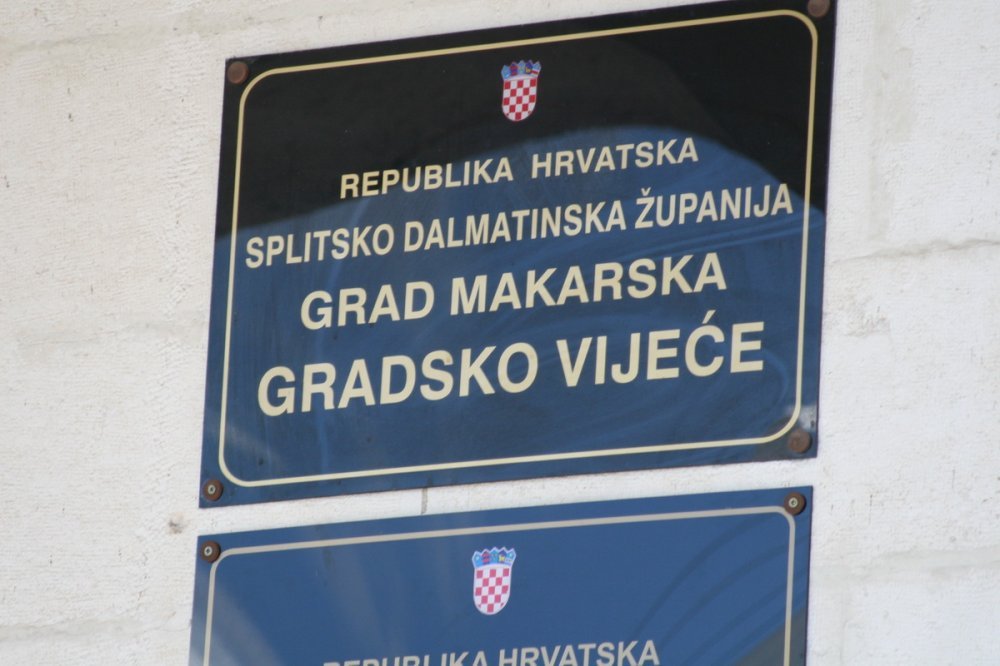 REPUBLIKA HRVATSKA
SPLITSKO DALMATINSKA ŽUPANIJA
GRAD MAKARSKA
GRADSKO VIJEĆE
REPUBLIKA HRVATSKA